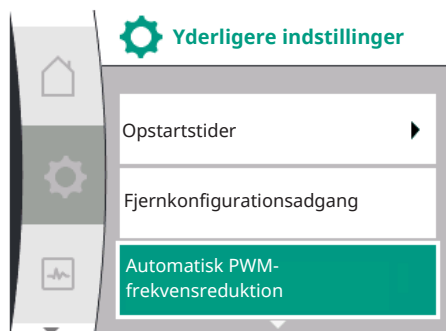 Yderligere indstillinger
Opstartstider
Fjernkonfigurationsadgang
Automatisk PWM-
frekvensreduktion